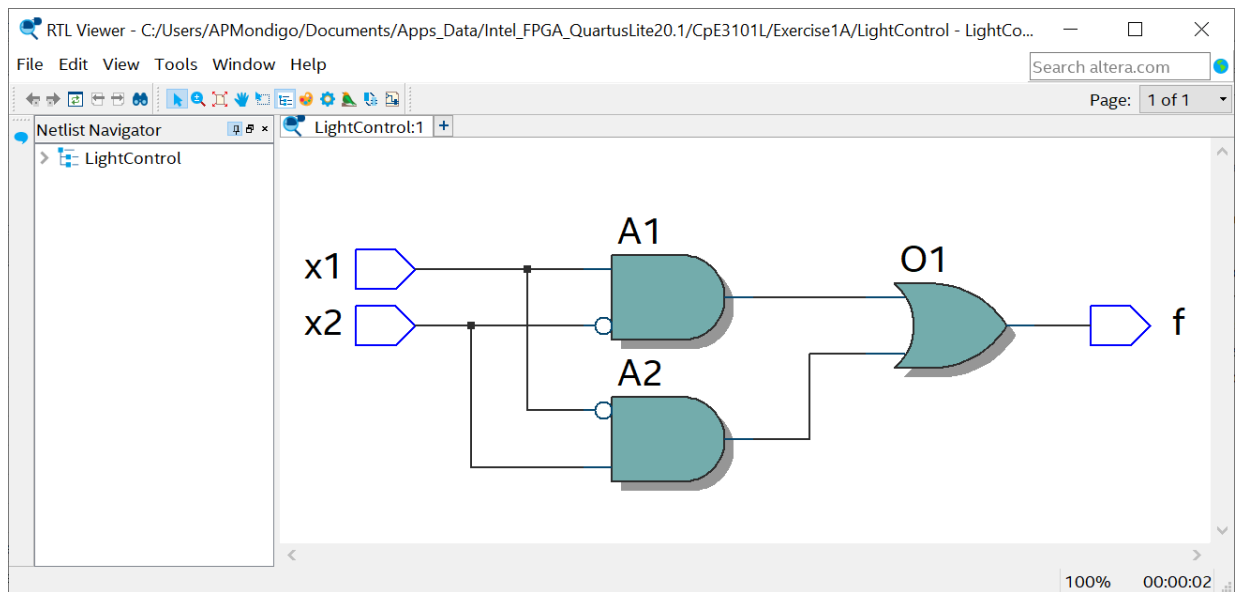 RTL Viewer - C:/Users/APMondigo/Documents/Apps_Data/Intel_FPGA_QuartusLite20.1/CpE3101L/Exercise1A/LightControl - LightCo...
File Edit View Tools Window Help
Search altera.com
Page: 1 of 1
Netlist Navigator
LightControl:1
LightControl
A1
x1
O1
x2
f
A2
100% 00:00:02